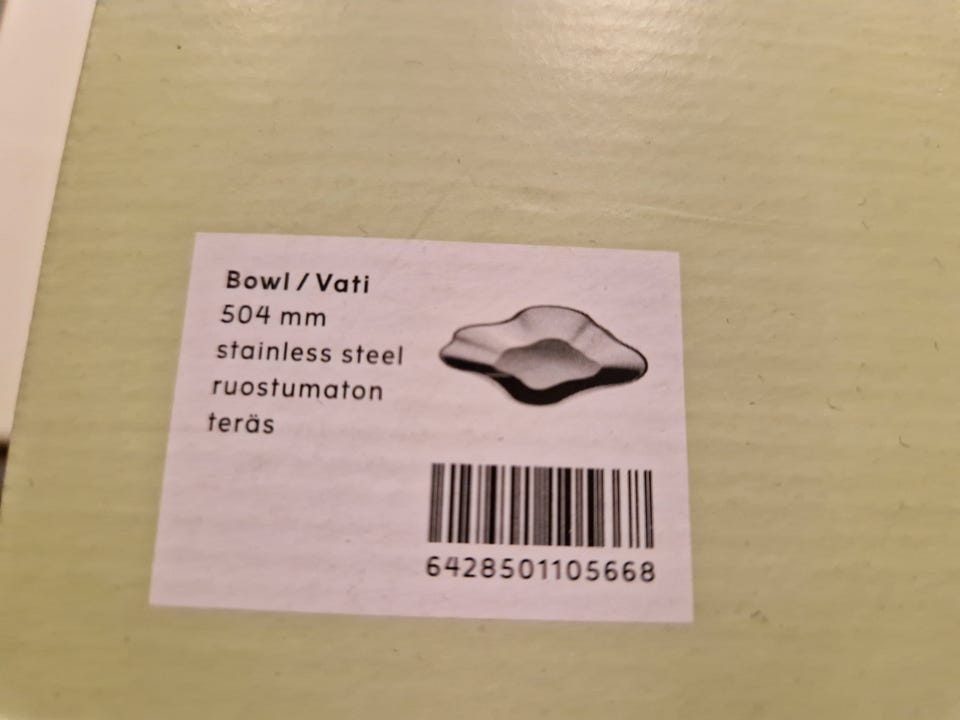 Bowl / Vati
504 mm
stainless steel
ruostumaton
teräs
6428501105668